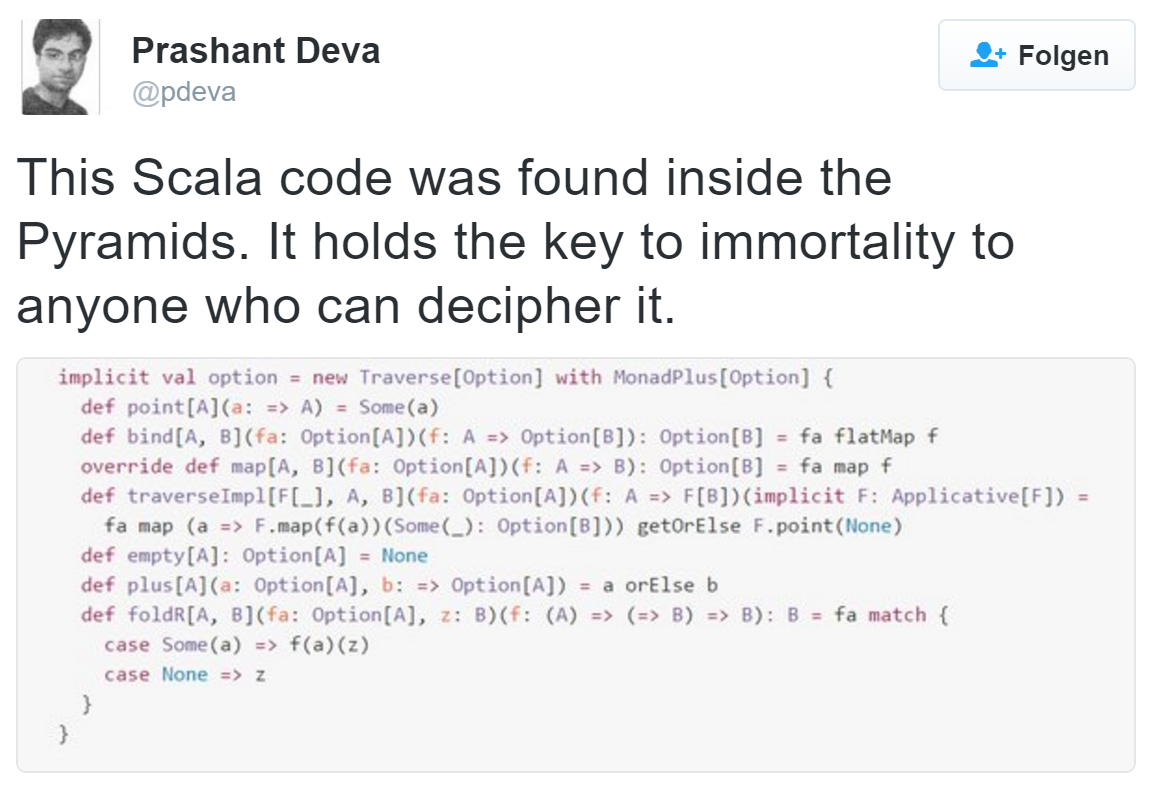 Prashant Deva
@pdeva
Folgen
This Scala code was found inside the
Pyramids. It holds the key to immortality to
anyone who can decipher it.
implicit val option = new Traverse[Option] with MonadPlus[Option] {
def point[A](a: => A) = Some(a)
def bind[A, B](fa: Option[A])(f: A => Option[B]): Option[B] = fa flatMap f
override def map[A, B](fa: Option[A])(f: A => B): Option[B] = fa map f
def traverseImpl[F[_], A, B](fa: Option[A])(f: A => F[B])(implicit F: Applicative[F]) =
fa map (a => F.map(f(a))(Some(_): Option[B])) getOrElse F.point(None)
def empty[A]: Option[A] = None
def plus[A](a: Option[A], b: => Option[A]) = a orElse b
def foldR[A, B](fa: Option[A], z: B)(f: (A) => (=> B) => B): B = fa match {
case Some(a) => f(a)(z)
case None => z
}
}